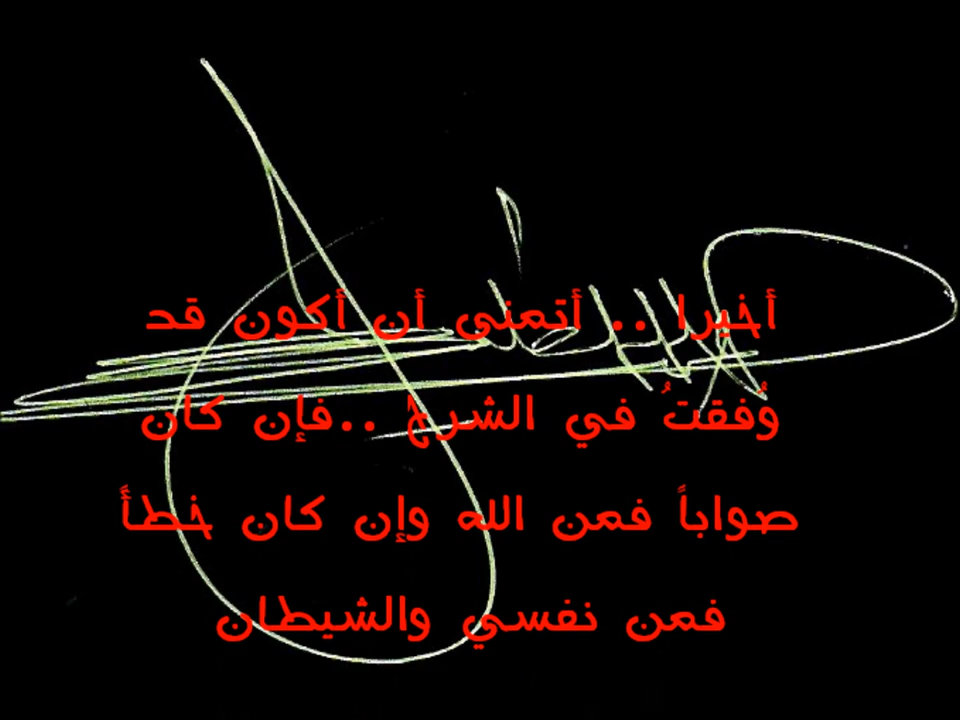 أخيرا .. أتمنى أن أكون قد
وُفقتُ في الشرح ..فإن كان
صواباً فمن الله وإن كان خطأً
فمن نفسي والشيطان